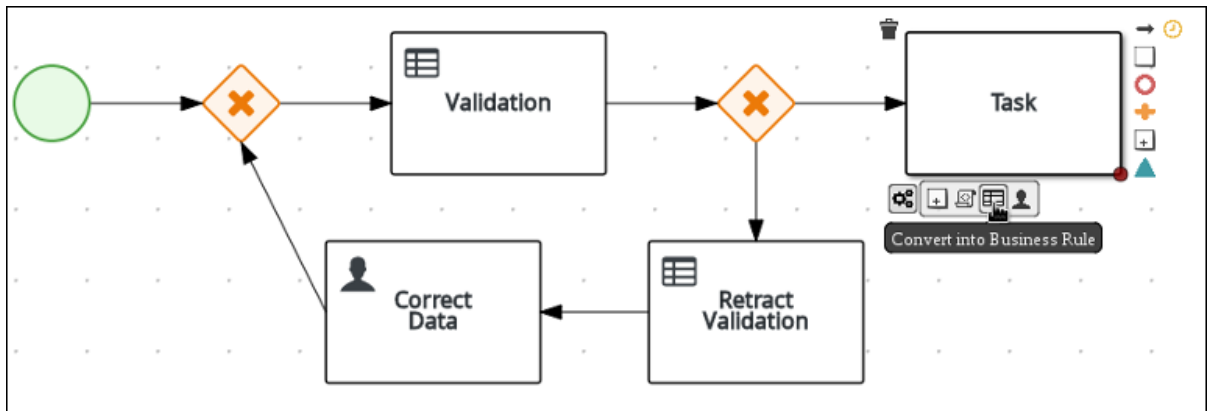 Validation
Task
Convert into Business Rule
Correct
Data
Retract
Validation